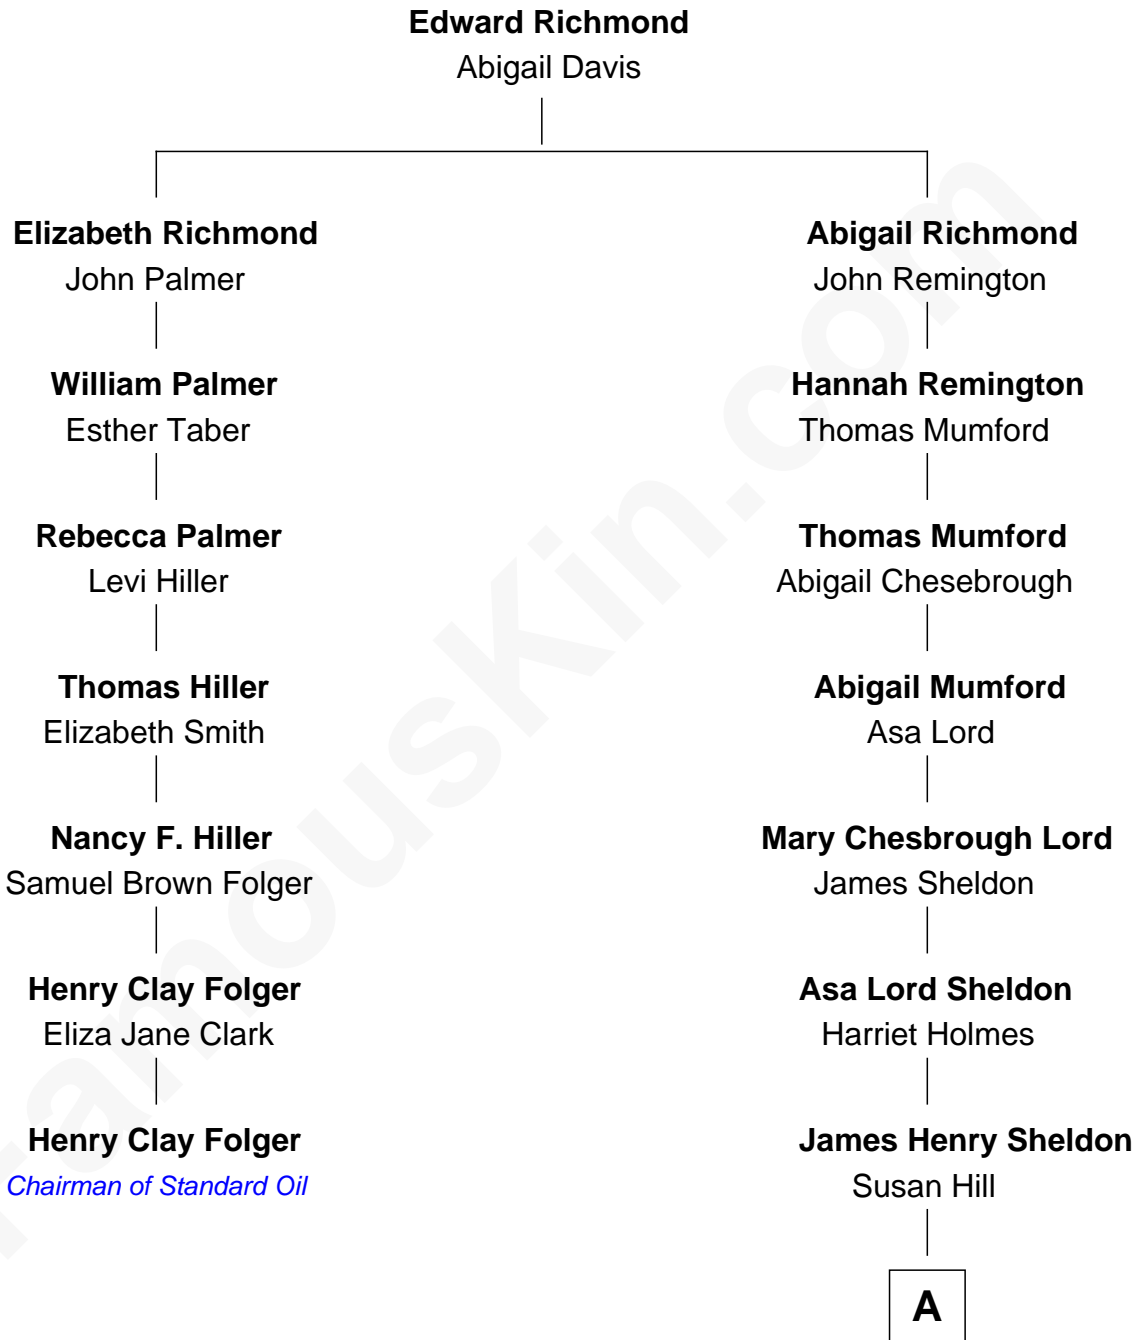 Edward Richmond
Abigail Davis
Elizabeth Richmond
John Palmer
Abigail Richmond
John Remington
William Palmer
Esther Taber
Hannah Remington
Thomas Mumford
Rebecca Palmer
Levi Hiller
Thomas Mumford
Abigail Chesebrough
Thomas Hiller
Elizabeth Smith
Abigail Mumford
Asa Lord
Nancy F. Hiller
Samuel Brown Folger
Mary Chesbrough Lord
James Sheldon
Henry Clay Folger
Eliza Jane Clark
Asa Lord Sheldon
Harriet Holmes
Henry Clay Folger
Chairman of Standard Oil
James Henry Sheldon
Susan Hill
A
FamousKin.com